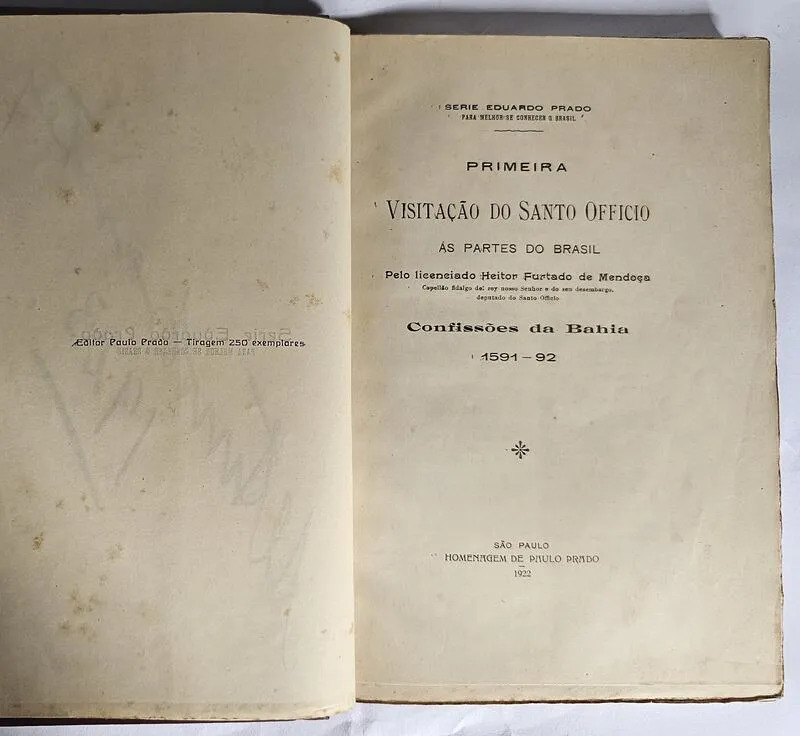 Editor Paulo Prado — Tiragem 250 exemplares
SERIE EDUARDO PRADO
PARA MELHOR SE CONHECER O BRASIL
PRIMEIRA
VISITAÇÃO DO SANTO OFFICIO
ÁS PARTES DO BRASIL
Pelo licenciado Heitor Furtado de Mendoça
Capellão fidalgo del rey nosso Senhor e do seu desembargo,
deputado do Santo Officio
Confissões da Bahia
1591 – 92
SÃO PAULO
HOMENAGEM DE PAULO PRADO
1922